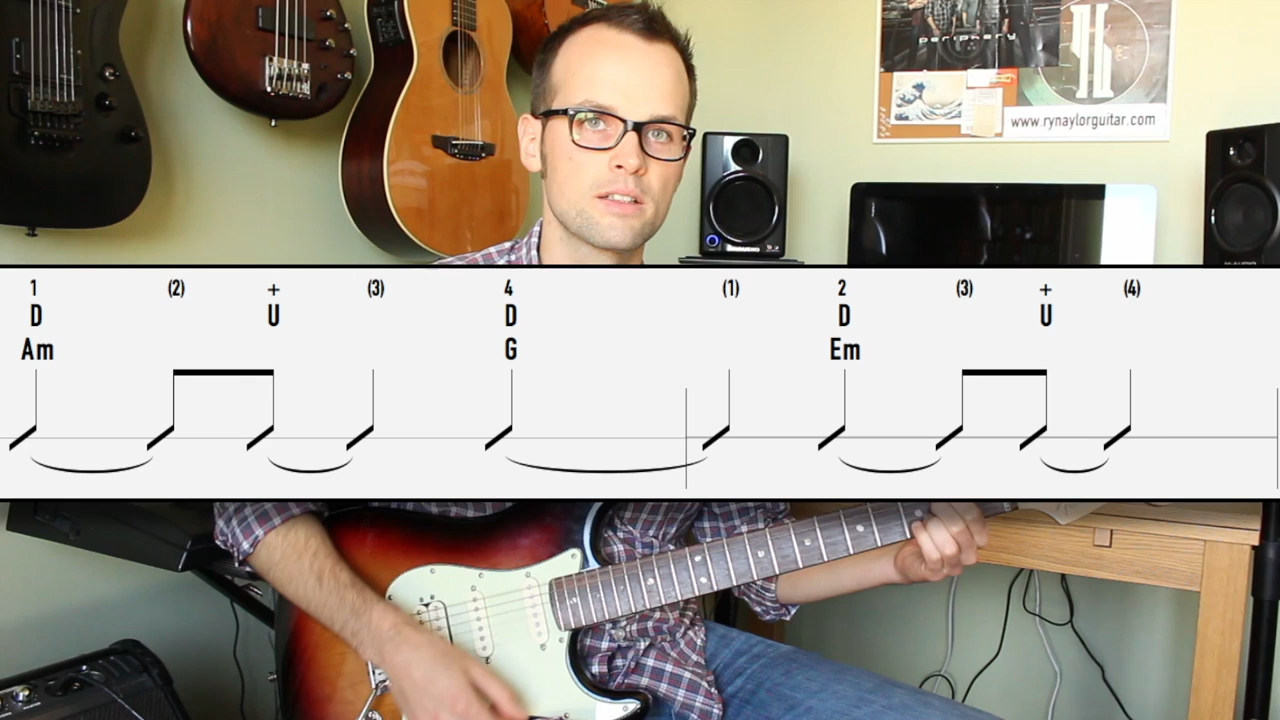 PERIPHERY
www.rynaylorguitar.com
1 (2) + (3) 4 (1) 2 (3) + (4)
D U D D U
Am G Em